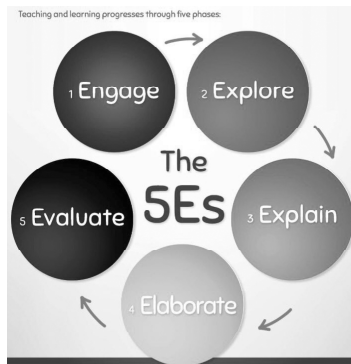 Teaching and learning progresses through five phases:
1 Engage
2 Explore
The
5Es
3 Explain
4 Elaborate
5 Evaluate